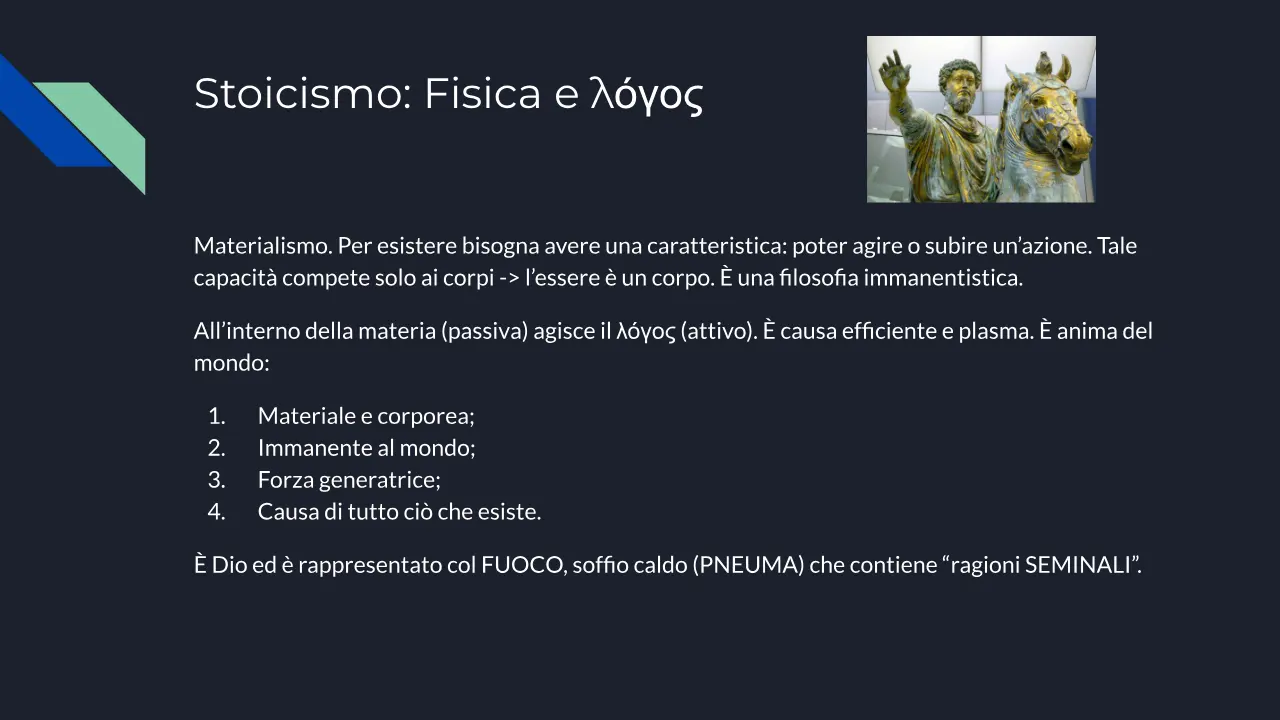 Stoicismo: Fisica e λόγος
Materialismo. Per esistere bisogna avere una caratteristica: poter agire o subire un’azione. Tale
capacità compete solo ai corpi -> l’essere è un corpo. È una filosofia immanentistica.
All’interno della materia (passiva) agisce il λόγος (attivo). È causa efficiente e plasma. È anima del
mondo:
1. Materiale e corporea;
2. Immanente al mondo;
3. Forza generatrice;
4. Causa di tutto ciò che esiste.
È Dio ed è rappresentato col FUOCO, soffio caldo (PNEUMA) che contiene “ragioni SEMINALI”.